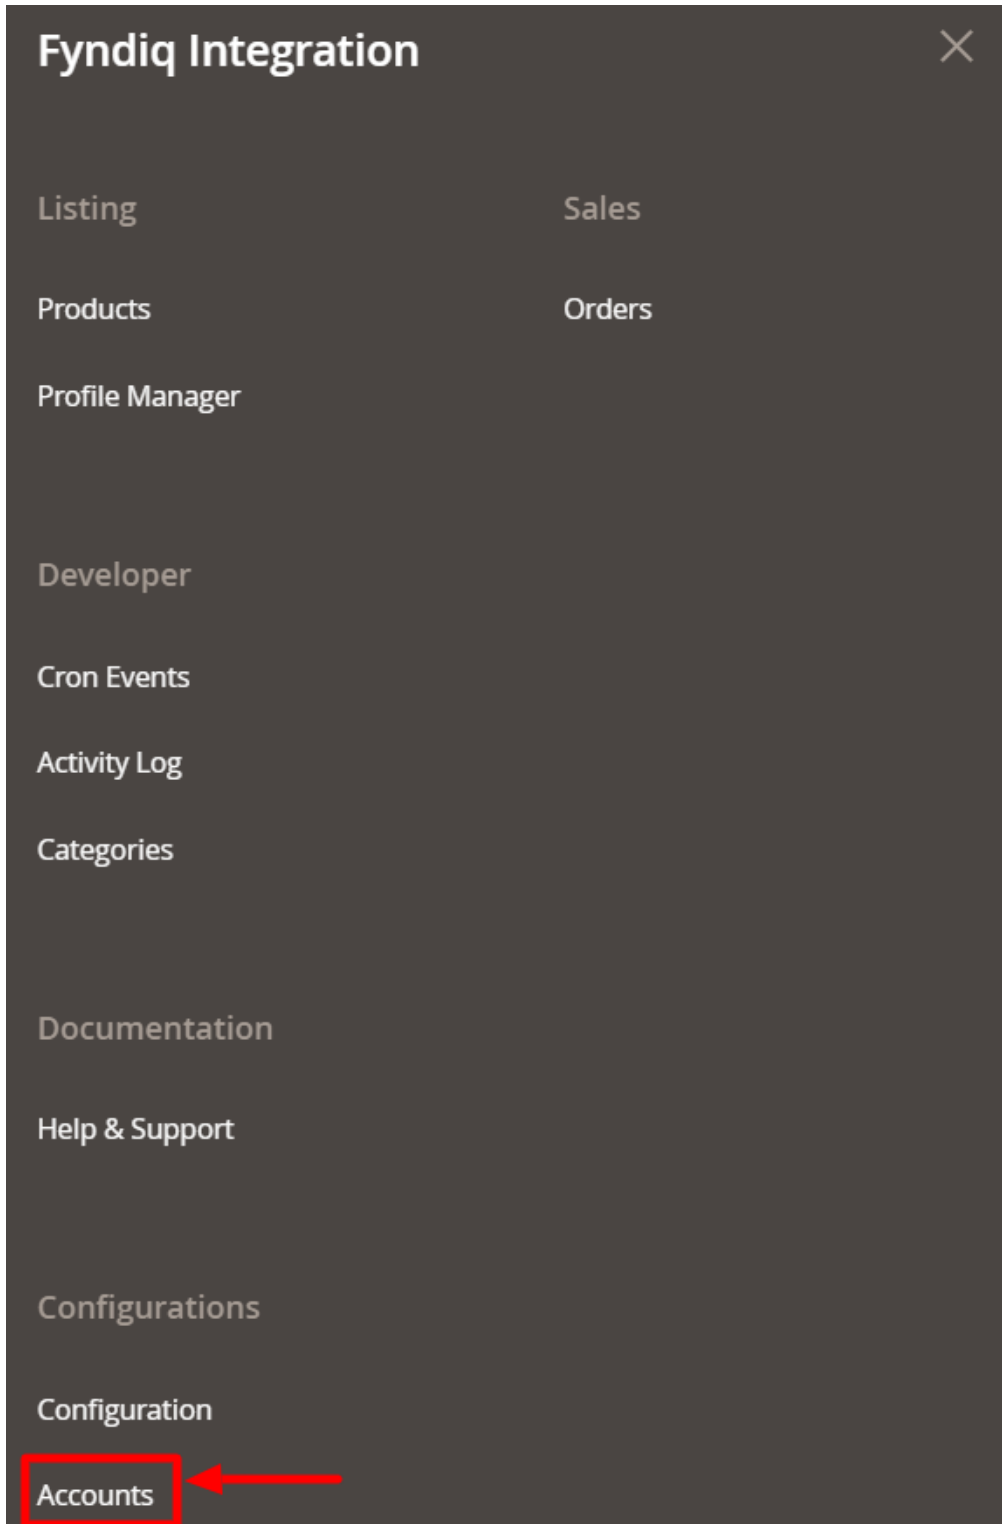 Fyndiq Integration
Listing
Products
Profile Manager
Sales
Orders
Developer
Cron Events
Activity Log
Categories
Documentation
Help & Support
Configurations
Configuration
Accounts